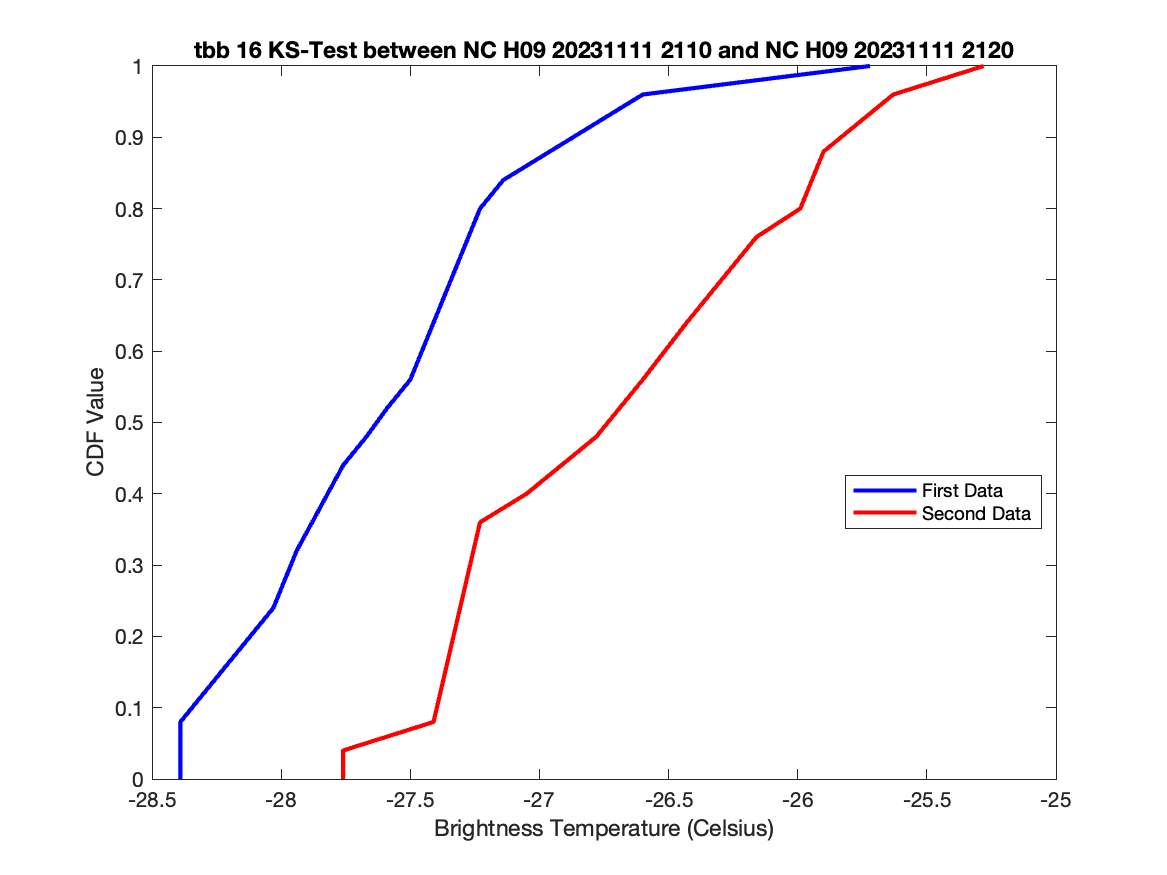 tbb 16 KS-Test between NC H09 20231111 2110 and NC H09 20231111 2120
1
0.9
0.8
0.7
0.6
0.5
0.4
0.3
0.2
0.1
0
CDF Value
First Data
Second Data
-28.5 -28 -27.5 -27 -26.5 -26 -25.5 -25
Brightness Temperature (Celsius)